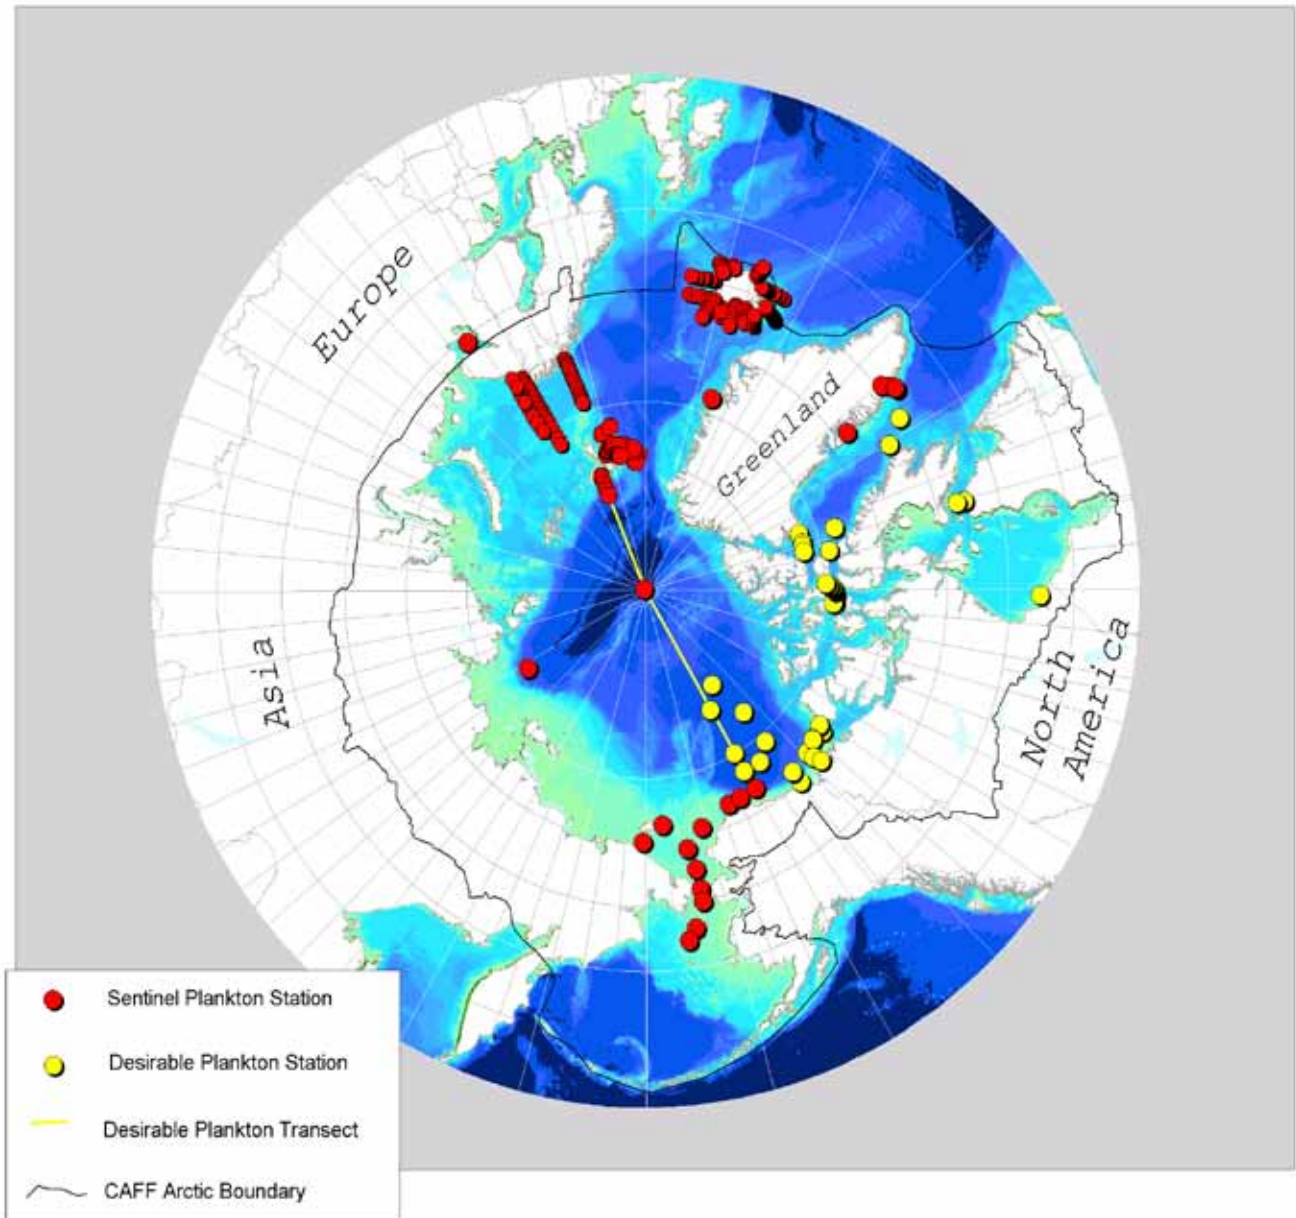 Europe
Greenland
Asia
North
America
Sentinel Plankton Station
Desirable Plankton Station
Desirable Plankton Transect
CAFF Arctic Boundary